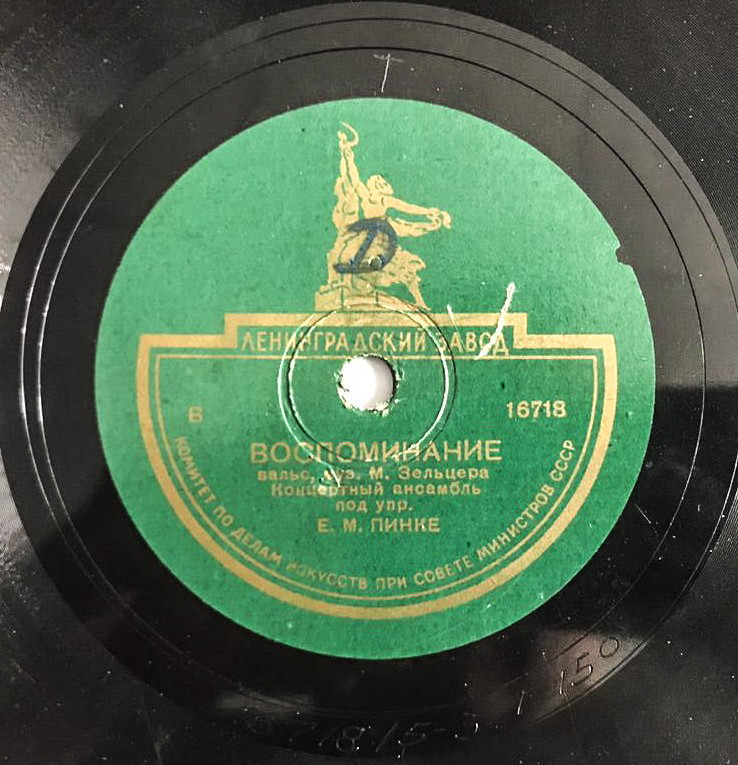 D
ЛЕНИНГРАДСКИЙ ЗАВОД
В 16718
ВОСПОМИНАНИЕ
вальс, муз. М. Зельцера
Концертный ансамбль
под упр.
Е. М. ПИНКЕ
КОМИТЕТ ПО ДЕЛАМ ИСКУССТВ ПРИ СОВЕТЕ МИНИСТРОВ СССР